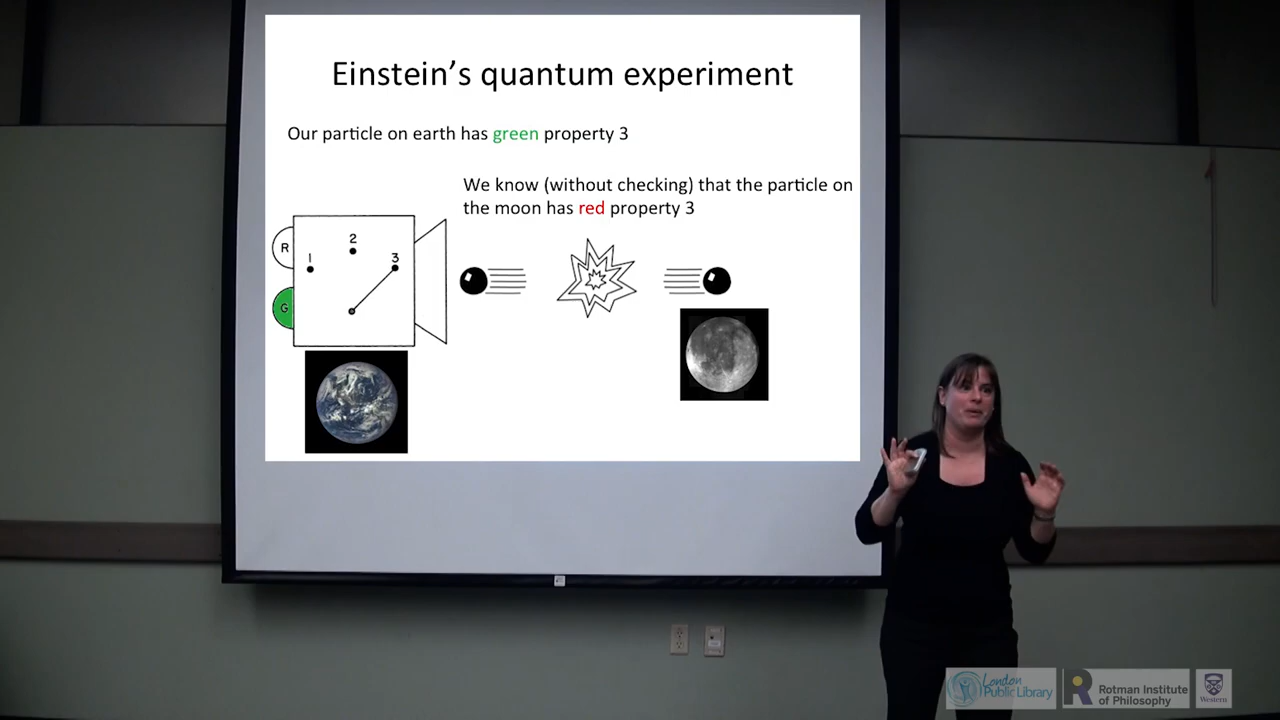 Einstein's quantum experiment
Our particle on earth has green property 3
We know (without checking) that the particle on
the moon has red property 3
R
1
2
3
G
London
Public Library
Rotman Institute
of Philosophy
Western